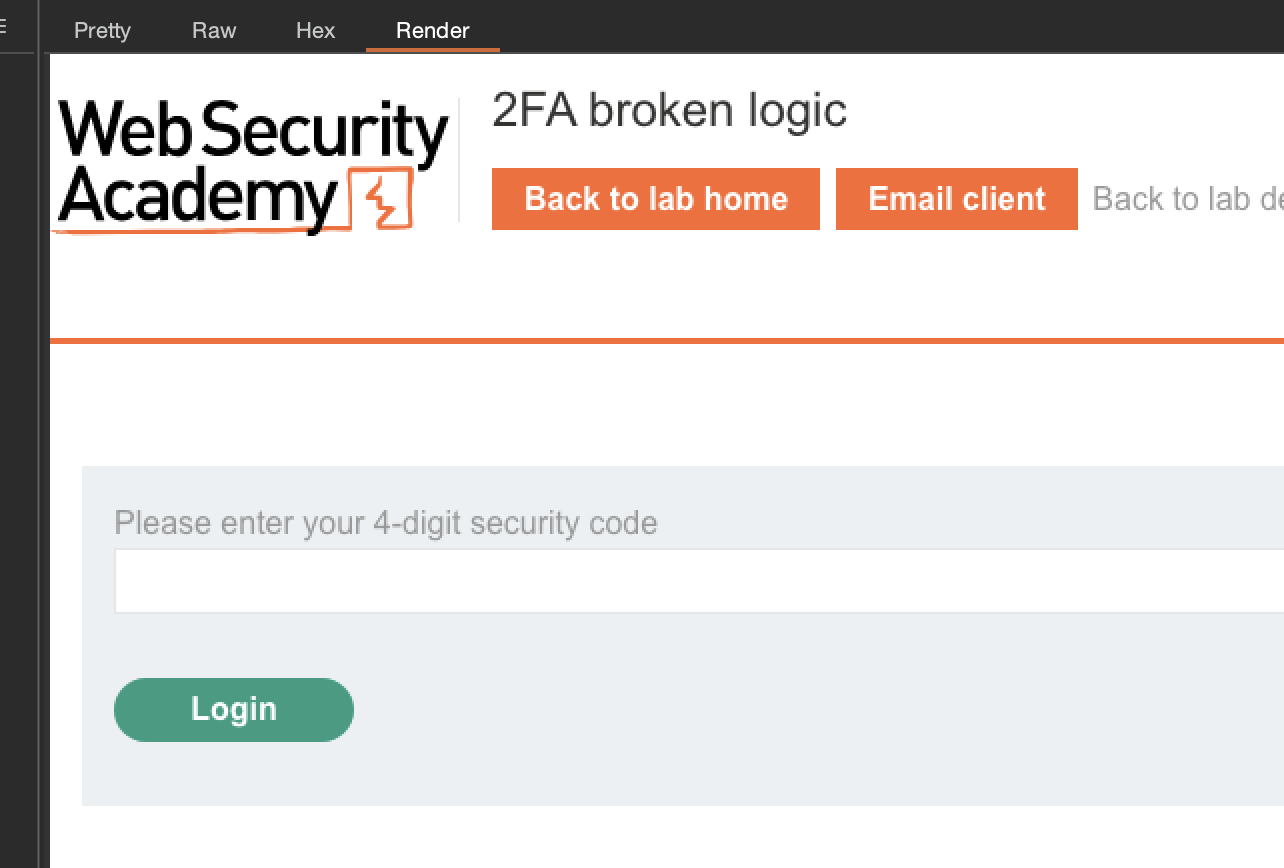 Pretty Raw Hex Render
Web Security
Academy
2FA broken logic
Back to lab home Email client Back to lab de
Please enter your 4-digit security code
Login